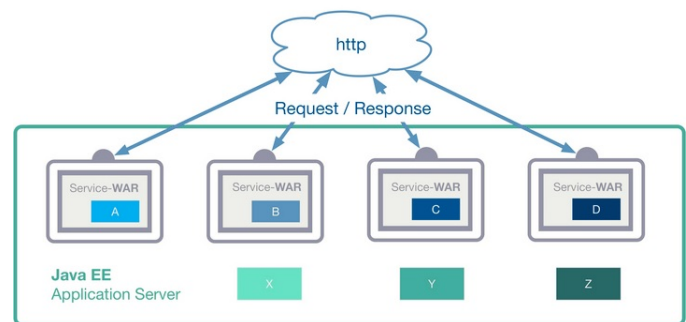 http
Request / Response
Service-WAR
Service-WAR
Service-WAR
Service-WAR
A
B
C
D
Java EE
Application Server
X
Y
Z